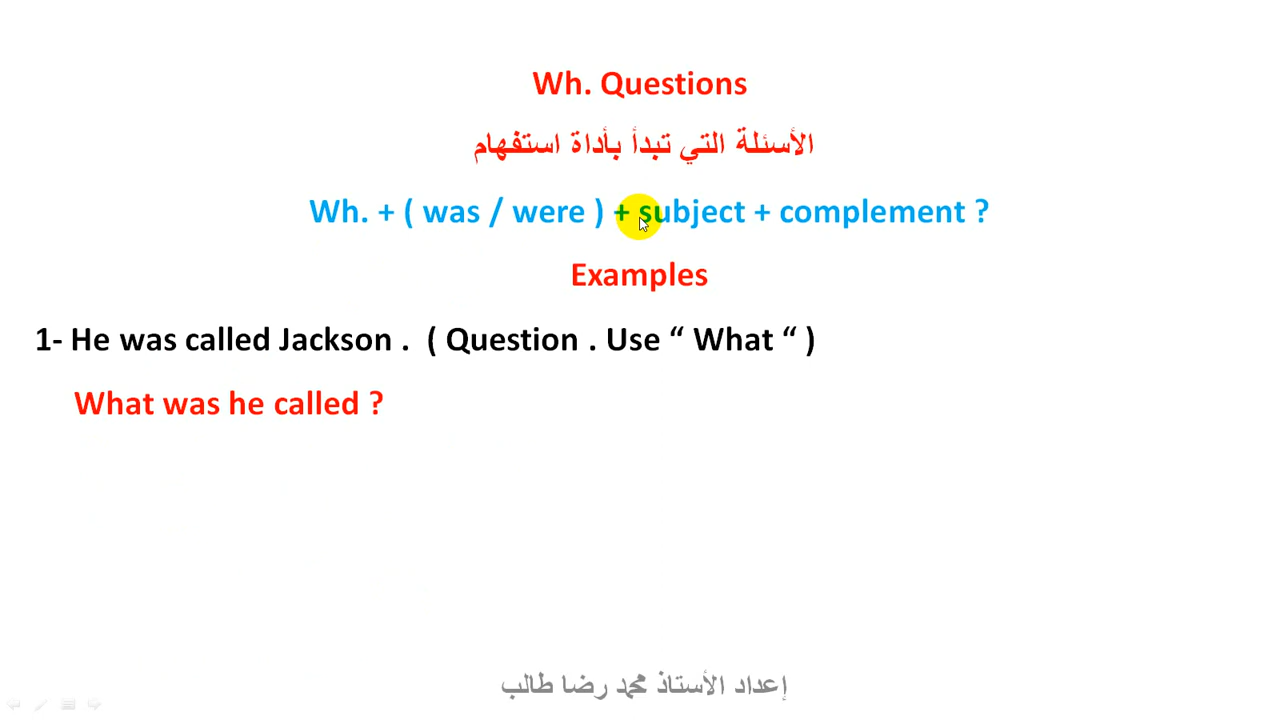 Wh. Questions
الأسئلة التي تبدأ بأداة استفهام
Wh. + ( was / were ) + subject + complement ?
Examples
1- He was called Jackson . ( Question . Use “ What “ )
What was he called ?
إعداد الأستاذ محمد رضا طالب